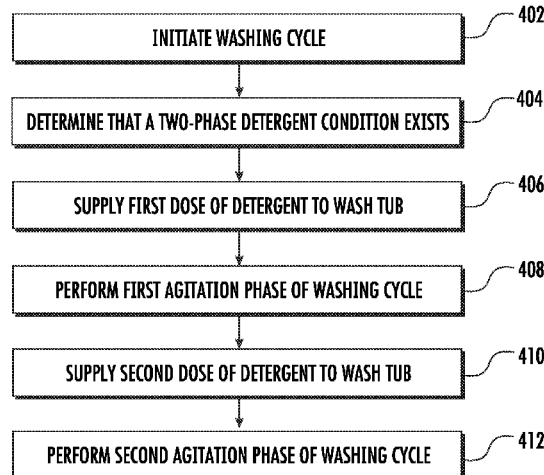 402
INITIATE WASHING CYCLE
404
DETERMINE THAT A TWO-PHASE DETERGENT CONDITION EXISTS
406
SUPPLY FIRST DOSE OF DETERGENT TO WASH TUB
408
PERFORM FIRST AGITATION PHASE OF WASHING CYCLE
410
SUPPLY SECOND DOSE OF DETERGENT TO WASH TUB
412
PERFORM SECOND AGITATION PHASE OF WASHING CYCLE